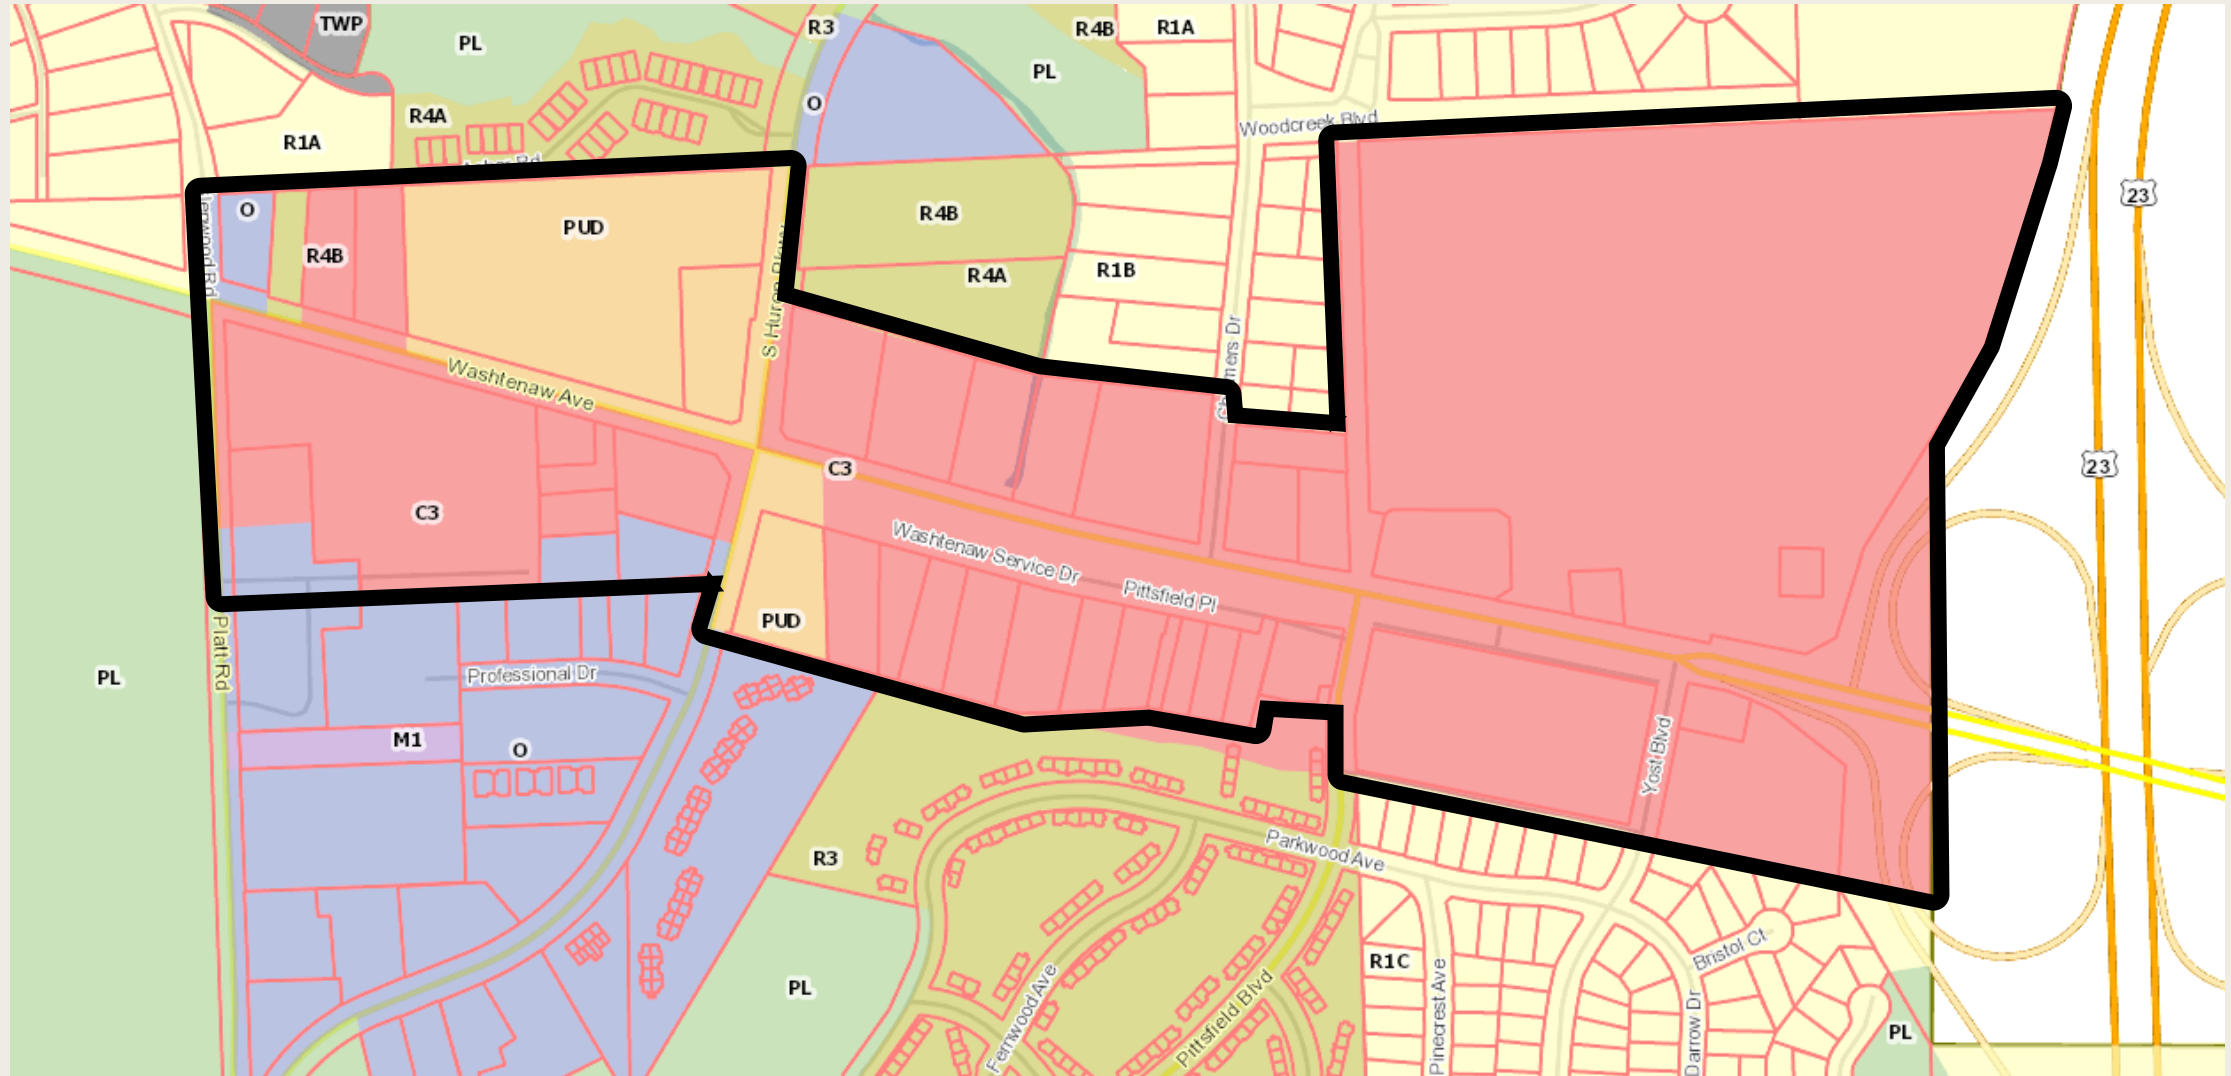 TWP
PL
R3
R4B
R1A
PL
O
R4A
R1A
Woodcreek Blvd
23
O
R4B
PUD
R4B
R4A
R1B
S Huron Pkwy
Washtenaw Ave
C3
23
C3
Washtenaw Service Dr
Pittsfield Pl
PUD
Platt Rd
PL
Professional Dr
M1
O
Yost Blvd
Parkwood Ave
R3
Bristol Ct
R1C
PL
Fernwood Ave
Pittsfield Blvd
Pinecrest Ave
Darrow Dr
PL